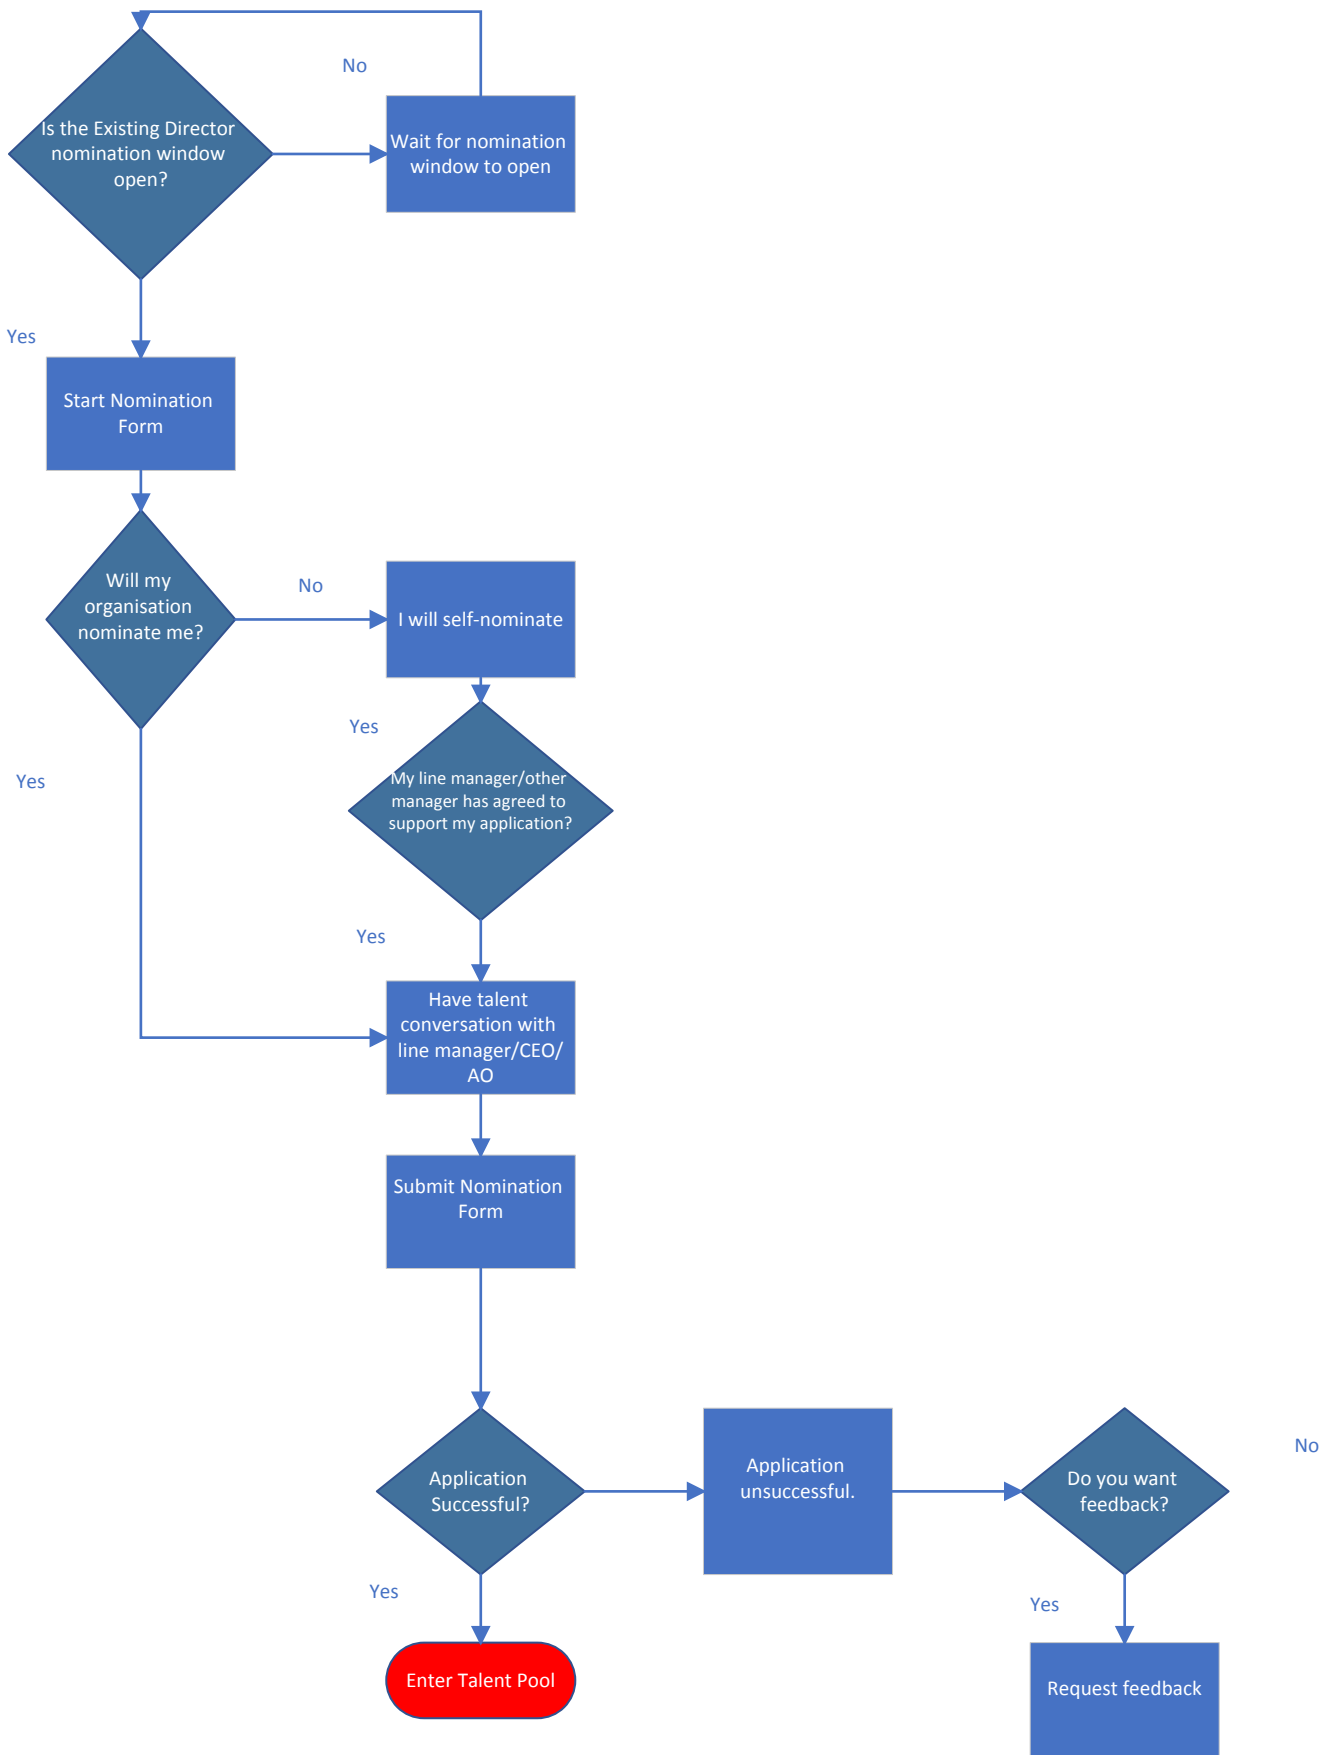 No
Is the Existing Director
nomination window
open?
Wait for nomination
window to open
Yes
Start Nomination
Form
Will my
organisation
nominate me?
No
I will self-nominate
Yes
Yes
My line manager/other
manager has agreed to
support my application?
Yes
Have talent
conversation with
line manager/CEO/
AO
Submit Nomination
Form
Application
Successful?
Application
unsuccessful.
Do you want
feedback?
No
Yes
Yes
Enter Talent Pool
Request feedback